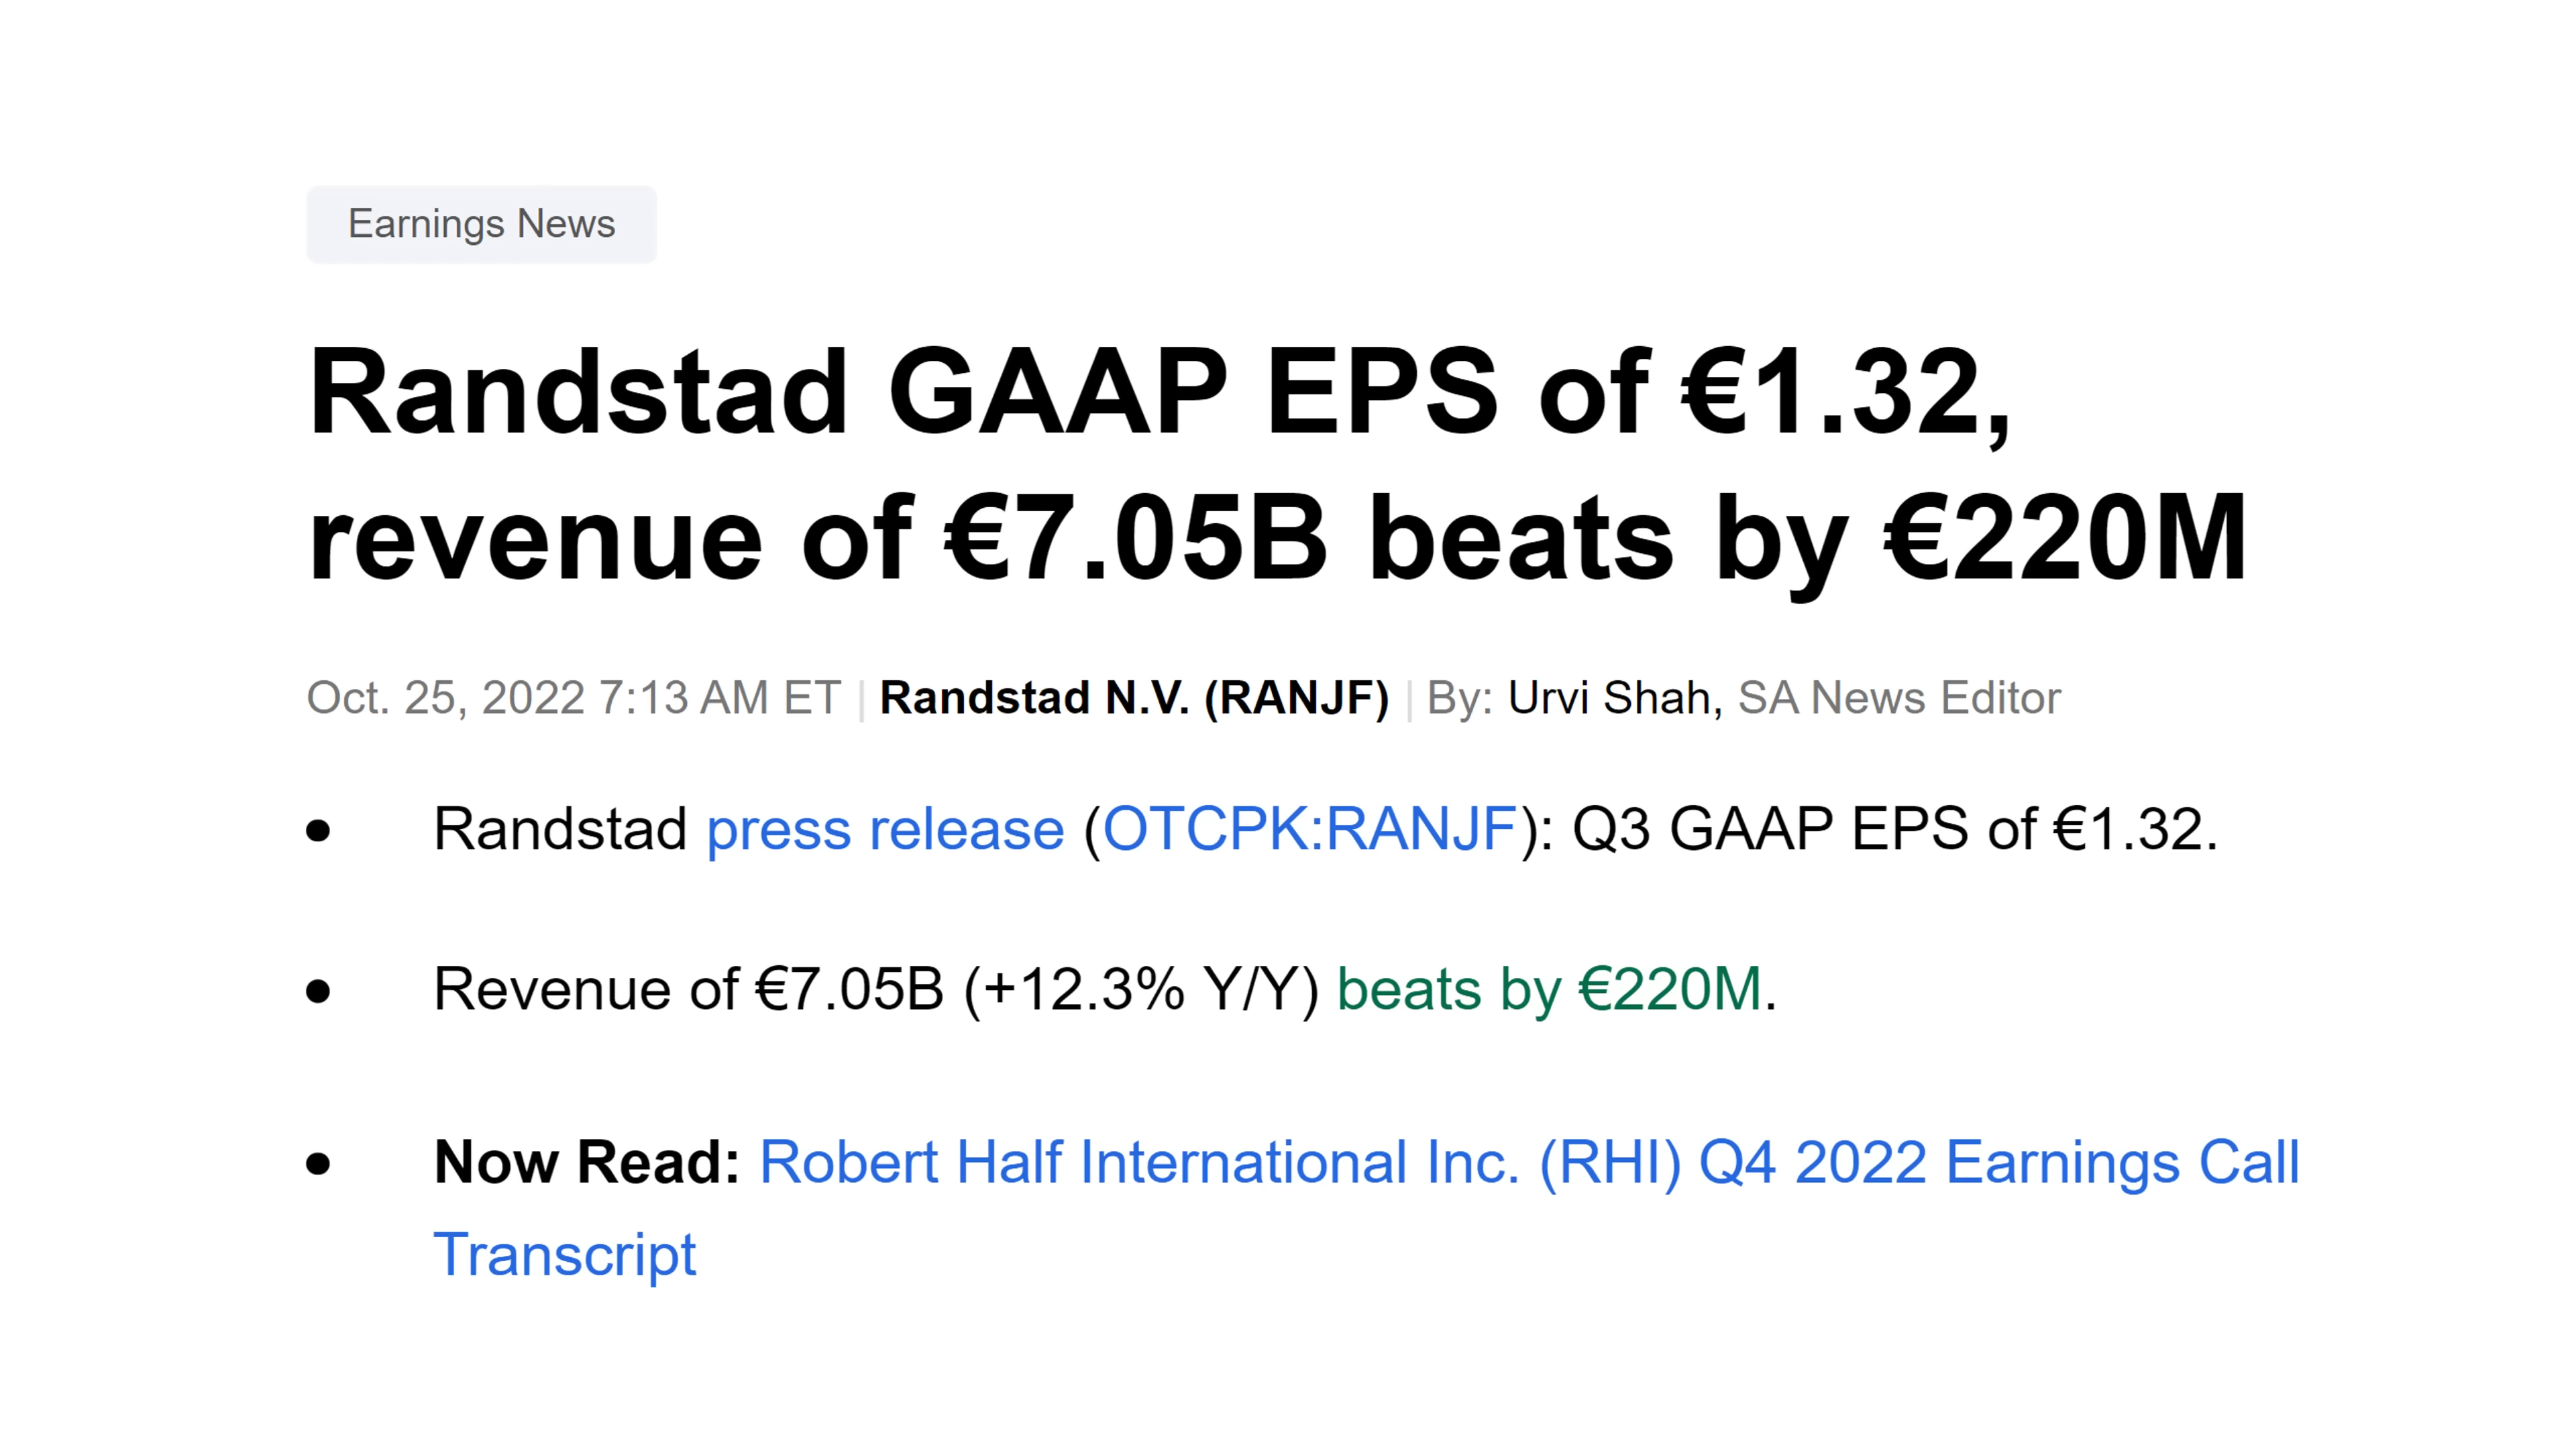 Earnings News
Randstad GAAP EPS of €1.32,
revenue of €7.05B beats by €220M
Oct. 25, 2022 7:13 AM ET | Randstad N.V. (RANJF) | By: Urvi Shah, SA News Editor
• Randstad press release (OTCPK:RANJF): Q3 GAAP EPS of €1.32.
• Revenue of €7.05B (+12.3% Y/Y) beats by €220M.
• Now Read: Robert Half International Inc. (RHI) Q4 2022 Earnings Call
Transcript